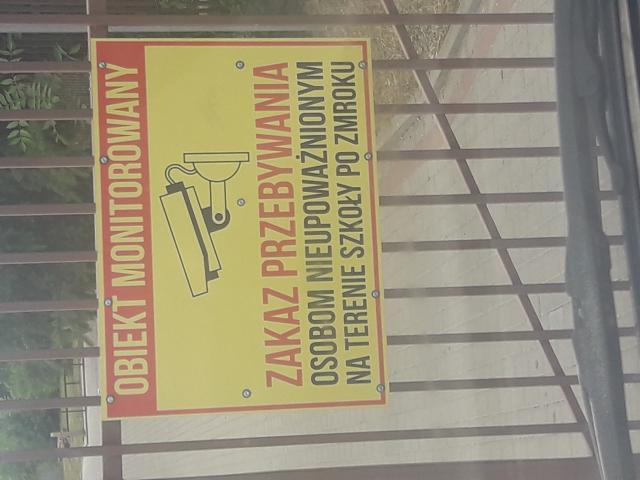 OBIEKT MONITOROWANY
ZAKAZ PRZEBYWANIA
OSOBOM NIEUPOWAŻNIONYM
NA TERENIE SZKOŁY PO ZMROKU